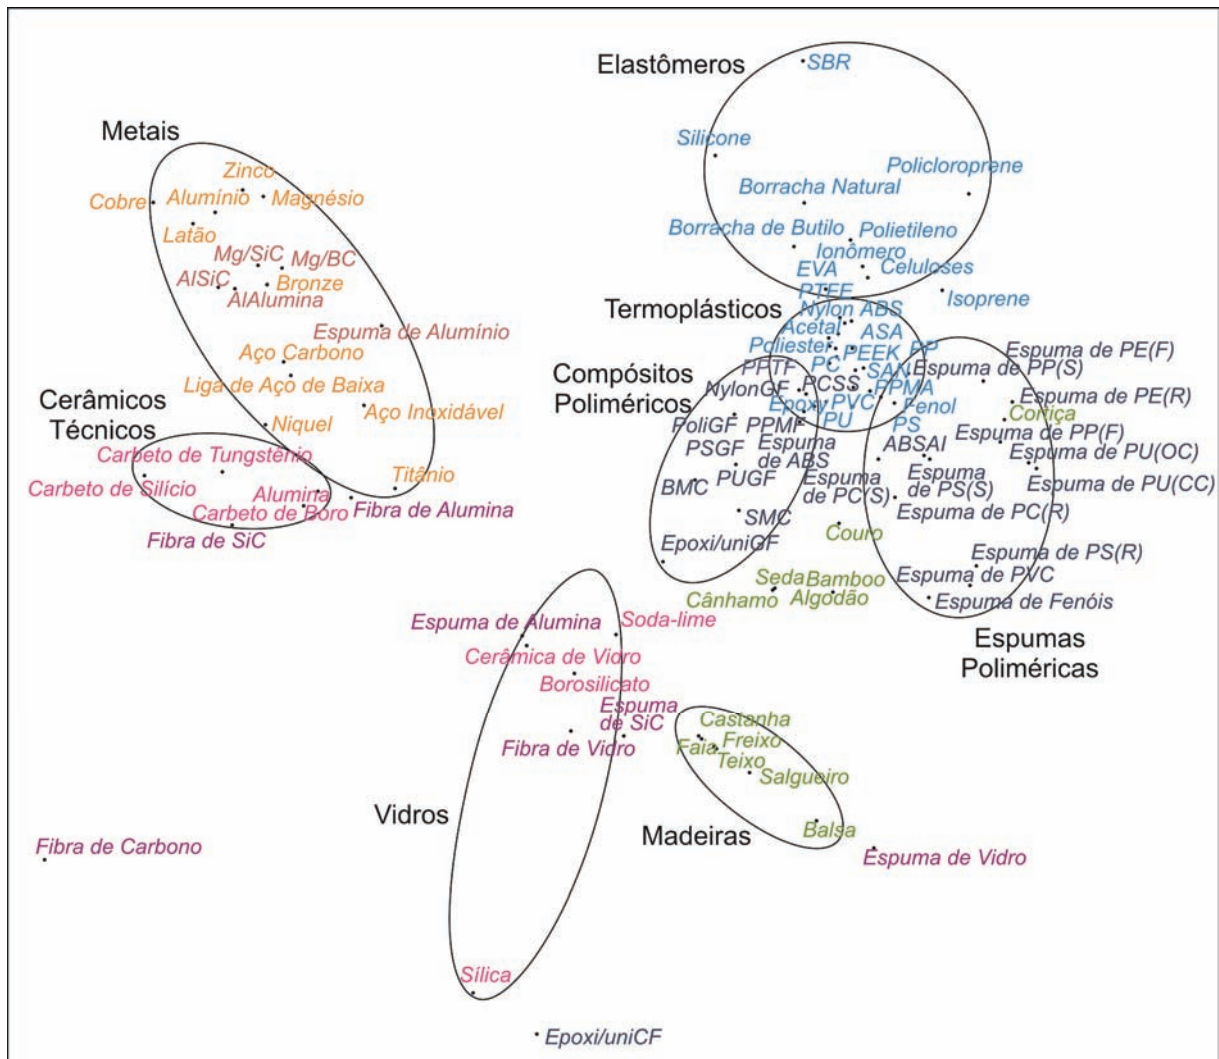 Elastômeros
SBR
Metais
Silicone
Policloroprene
Zinco
Cobre
Alumínio
Magnésio
Borracha Natural
Latão
Borracha de Butilo
Polietileno
Mg/SiC
Mg/BC
Ionômero
AlSiC
Bronze
EVA
Celuloses
AlAlumina
PTFE
Isoprene
Termoplásticos
Nylon
ABS
Espuma de Alumínio
Acetal
ASA
Aço Carbono
Poliester
PEEK
PP
Espuma de PE(F)
Compósitos
Poliméricos
PPTF
PC
SAN
Espuma de PP(S)
Liga de Aço de Baixa
NylonGF
PCSS
PPMA
Espuma de PE(R)
Cerâmicos
Técnicos
Aço Inoxidável
Epoxy
PVC
Fenol
Cortiça
Niquel
PoliGF
PPMF
PU
PS
Espuma de PP(F)
Carbeto de Tungstênio
PSGF
Espuma
de ABS
ABSAI
Espuma de PU(OC)
Carbeto de Silício
Titânio
PUGF
Espuma
de PC(S)
Espuma
de PS(S)
Espuma de PU(CC)
Alumina
BMC
Carbeto de Boro
Fibra de Alumina
SMC
Espuma de PC(R)
Fibra de SiC
Epoxi/uniGF
Couro
Espuma de PS(R)
Seda
Bamboo
Espuma de PVC
Cânhamo
Algodão
Espuma de Fenóis
Espuma de Alumina
Soda-lime
Espumas
Poliméricas
Cerâmica de Vidro
Borosilicato
Espuma
de SiC
Castanha
Fibra de Vidro
Faia
Freixo
Teixo
Salgueiro
Vidros
Madeiras
Balsa
Fibra de Carbono
Espuma de Vidro
Sílica
Epoxi/uniCF